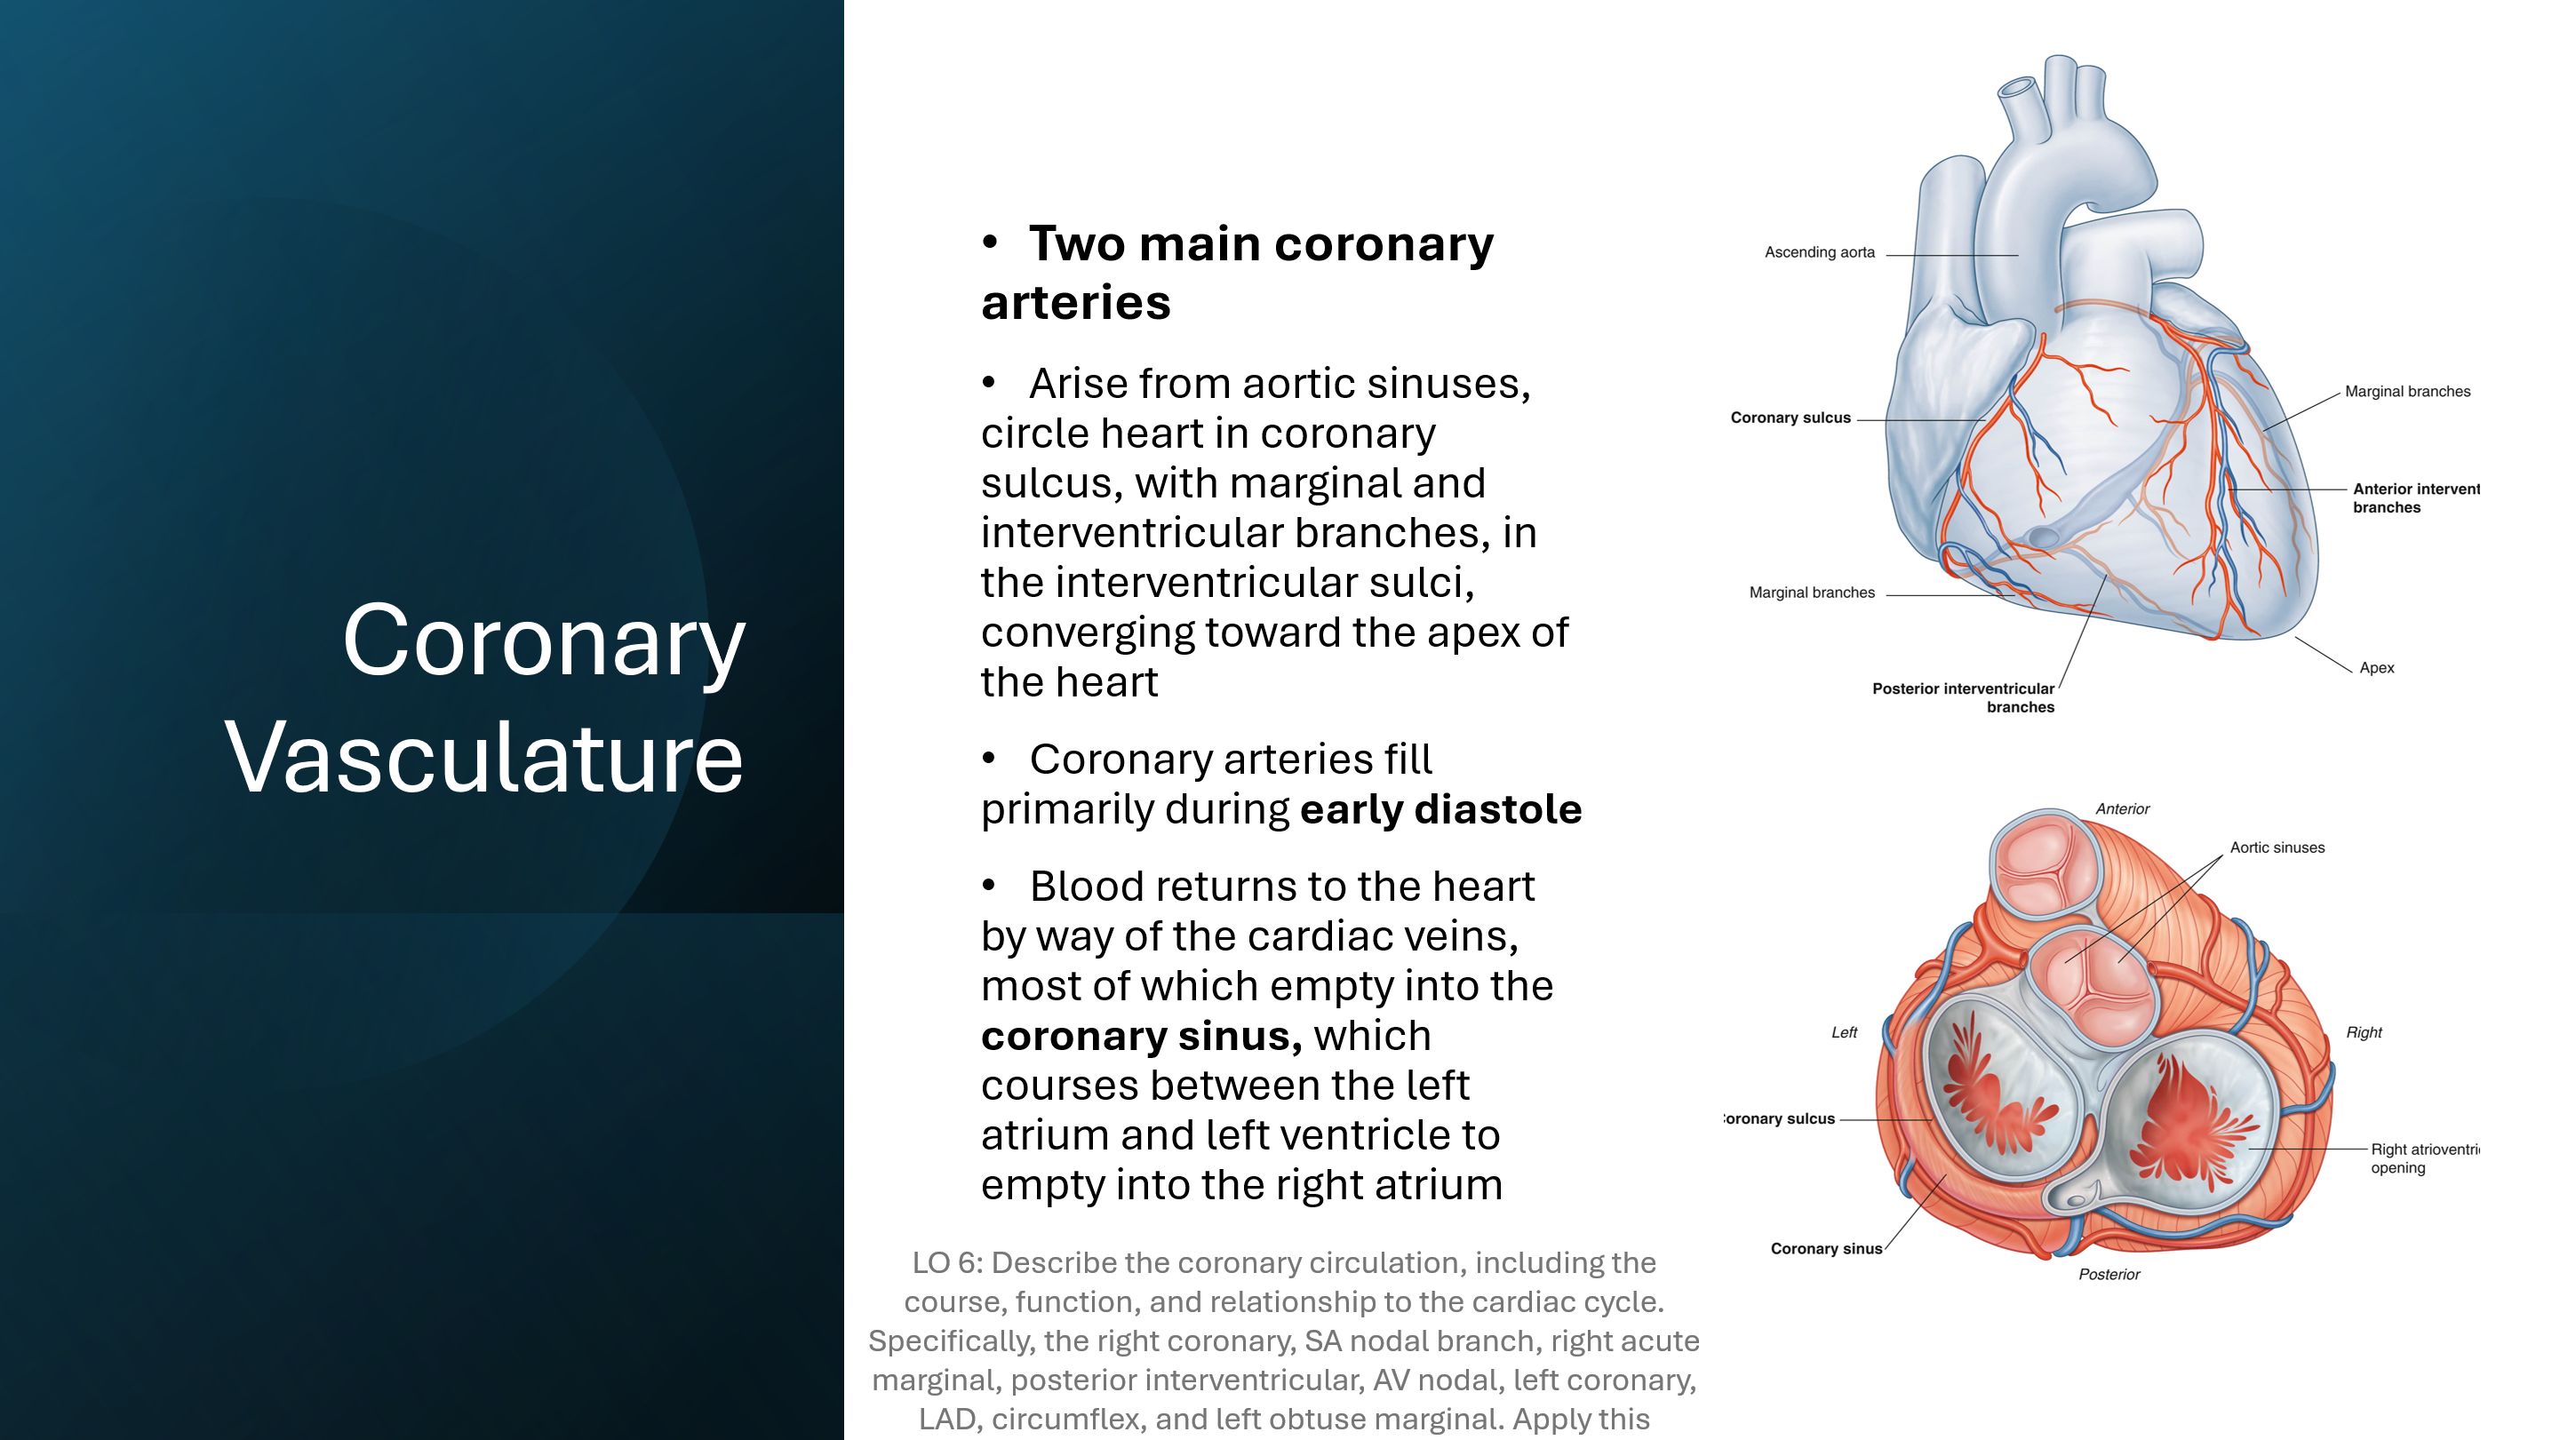 Coronary
Vasculature
• Two main coronary
arteries
• Arise from aortic sinuses,
circle heart in coronary
sulcus, with marginal and
interventricular branches, in
the interventricular sulci,
converging toward the apex of
the heart
• Coronary arteries fill
primarily during early diastole
• Blood returns to the heart
by way of the cardiac veins,
most of which empty into the
coronary sinus, which
courses between the left
atrium and left ventricle to
empty into the right atrium
LO 6: Describe the coronary circulation, including the
course, function, and relationship to the cardiac cycle.
Specifically, the right coronary, SA nodal branch, right acute
marginal, posterior interventricular, AV nodal, left coronary,
LAD, circumflex, and left obtuse marginal. Apply this
Ascending aorta
Coronary sulcus
Marginal branches
Marginal branches
Anterior intervent
branches
Apex
Posterior interventricular
branches
Anterior
Aortic sinuses
Left
Right
oronary sulcus
Right atrioventri
opening
Coronary sinus
Posterior